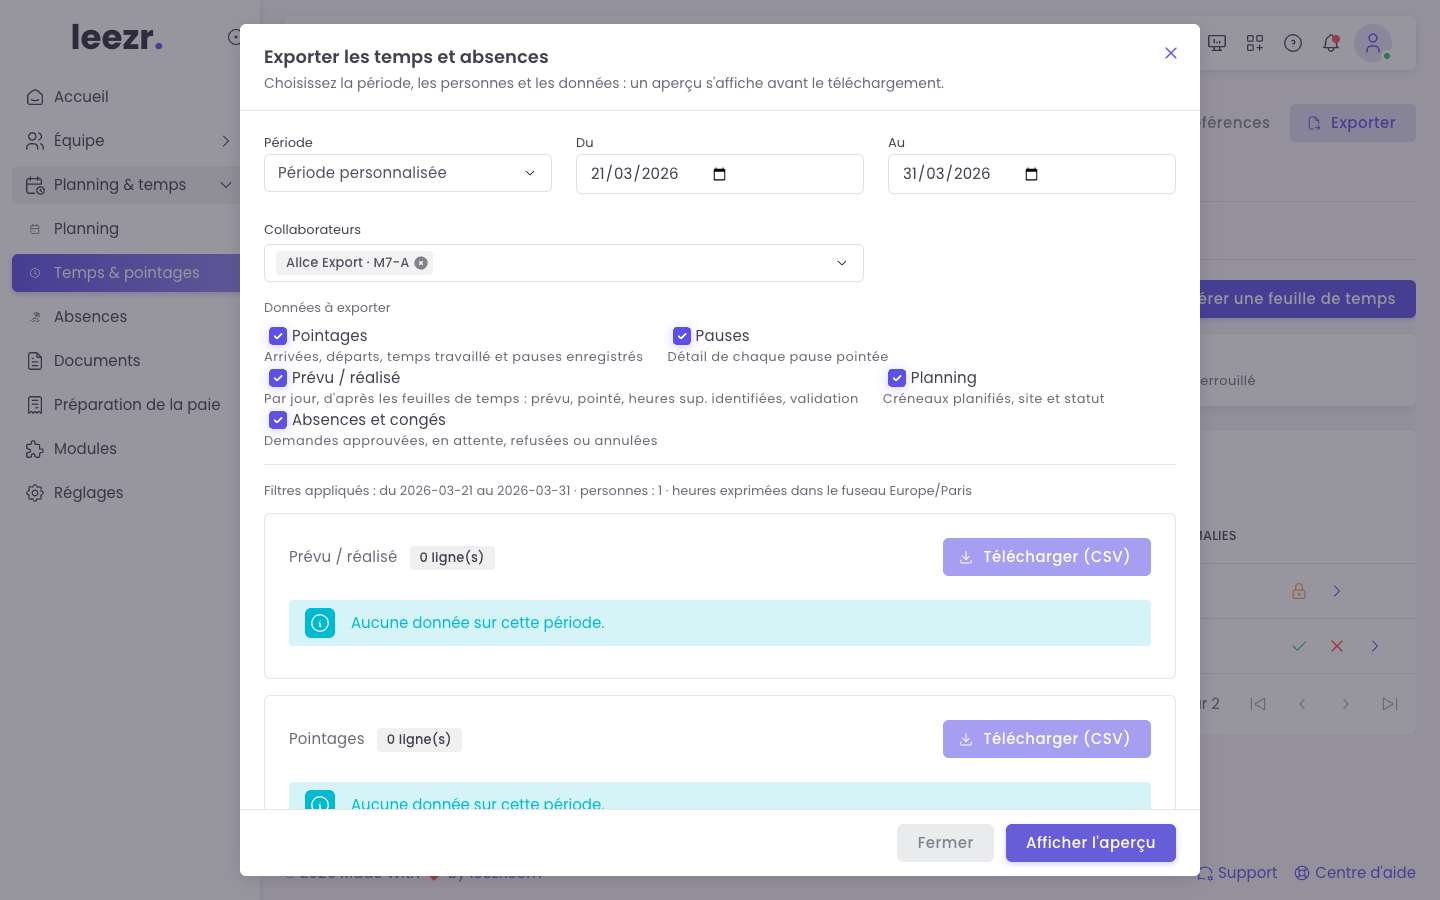 leezr.
Accueil
Équipe
Planning & temps
Planning
Temps & pointages
Absences
Documents
Préparation de la paie
Modules
Réglages
Exporter les temps et absences
Choisissez la période, les personnes et les données : un aperçu s'affiche avant le téléchargement.
Période
Du
Au
Période personnalisée
21/03/2026
31/03/2026
Collaborateurs
Alice Export · M7-A
Données à exporter
Pointages
Pauses
Arrivées, départs, temps travaillé et pauses enregistrés
Détail de chaque pause pointée
Prévu / réalisé
Planning
Par jour, d'après les feuilles de temps : prévu, pointé, heures sup. identifiées, validation
Créneaux planifiés, site et statut
Absences et congés
Demandes approuvées, en attente, refusées ou annulées
Filtres appliqués : du 2026-03-21 au 2026-03-31 · personnes : 1 · heures exprimées dans le fuseau Europe/Paris
Prévu / réalisé
0 ligne(s)
Télécharger (CSV)
Aucune donnée sur cette période.
Pointages
0 ligne(s)
Télécharger (CSV)
Aucune donnée sur cette période.
Fermer
Afficher l'aperçu
férences
Exporter
érer une feuille de temps
errouillé
MALIES
r 2
Support
Centre d'aide